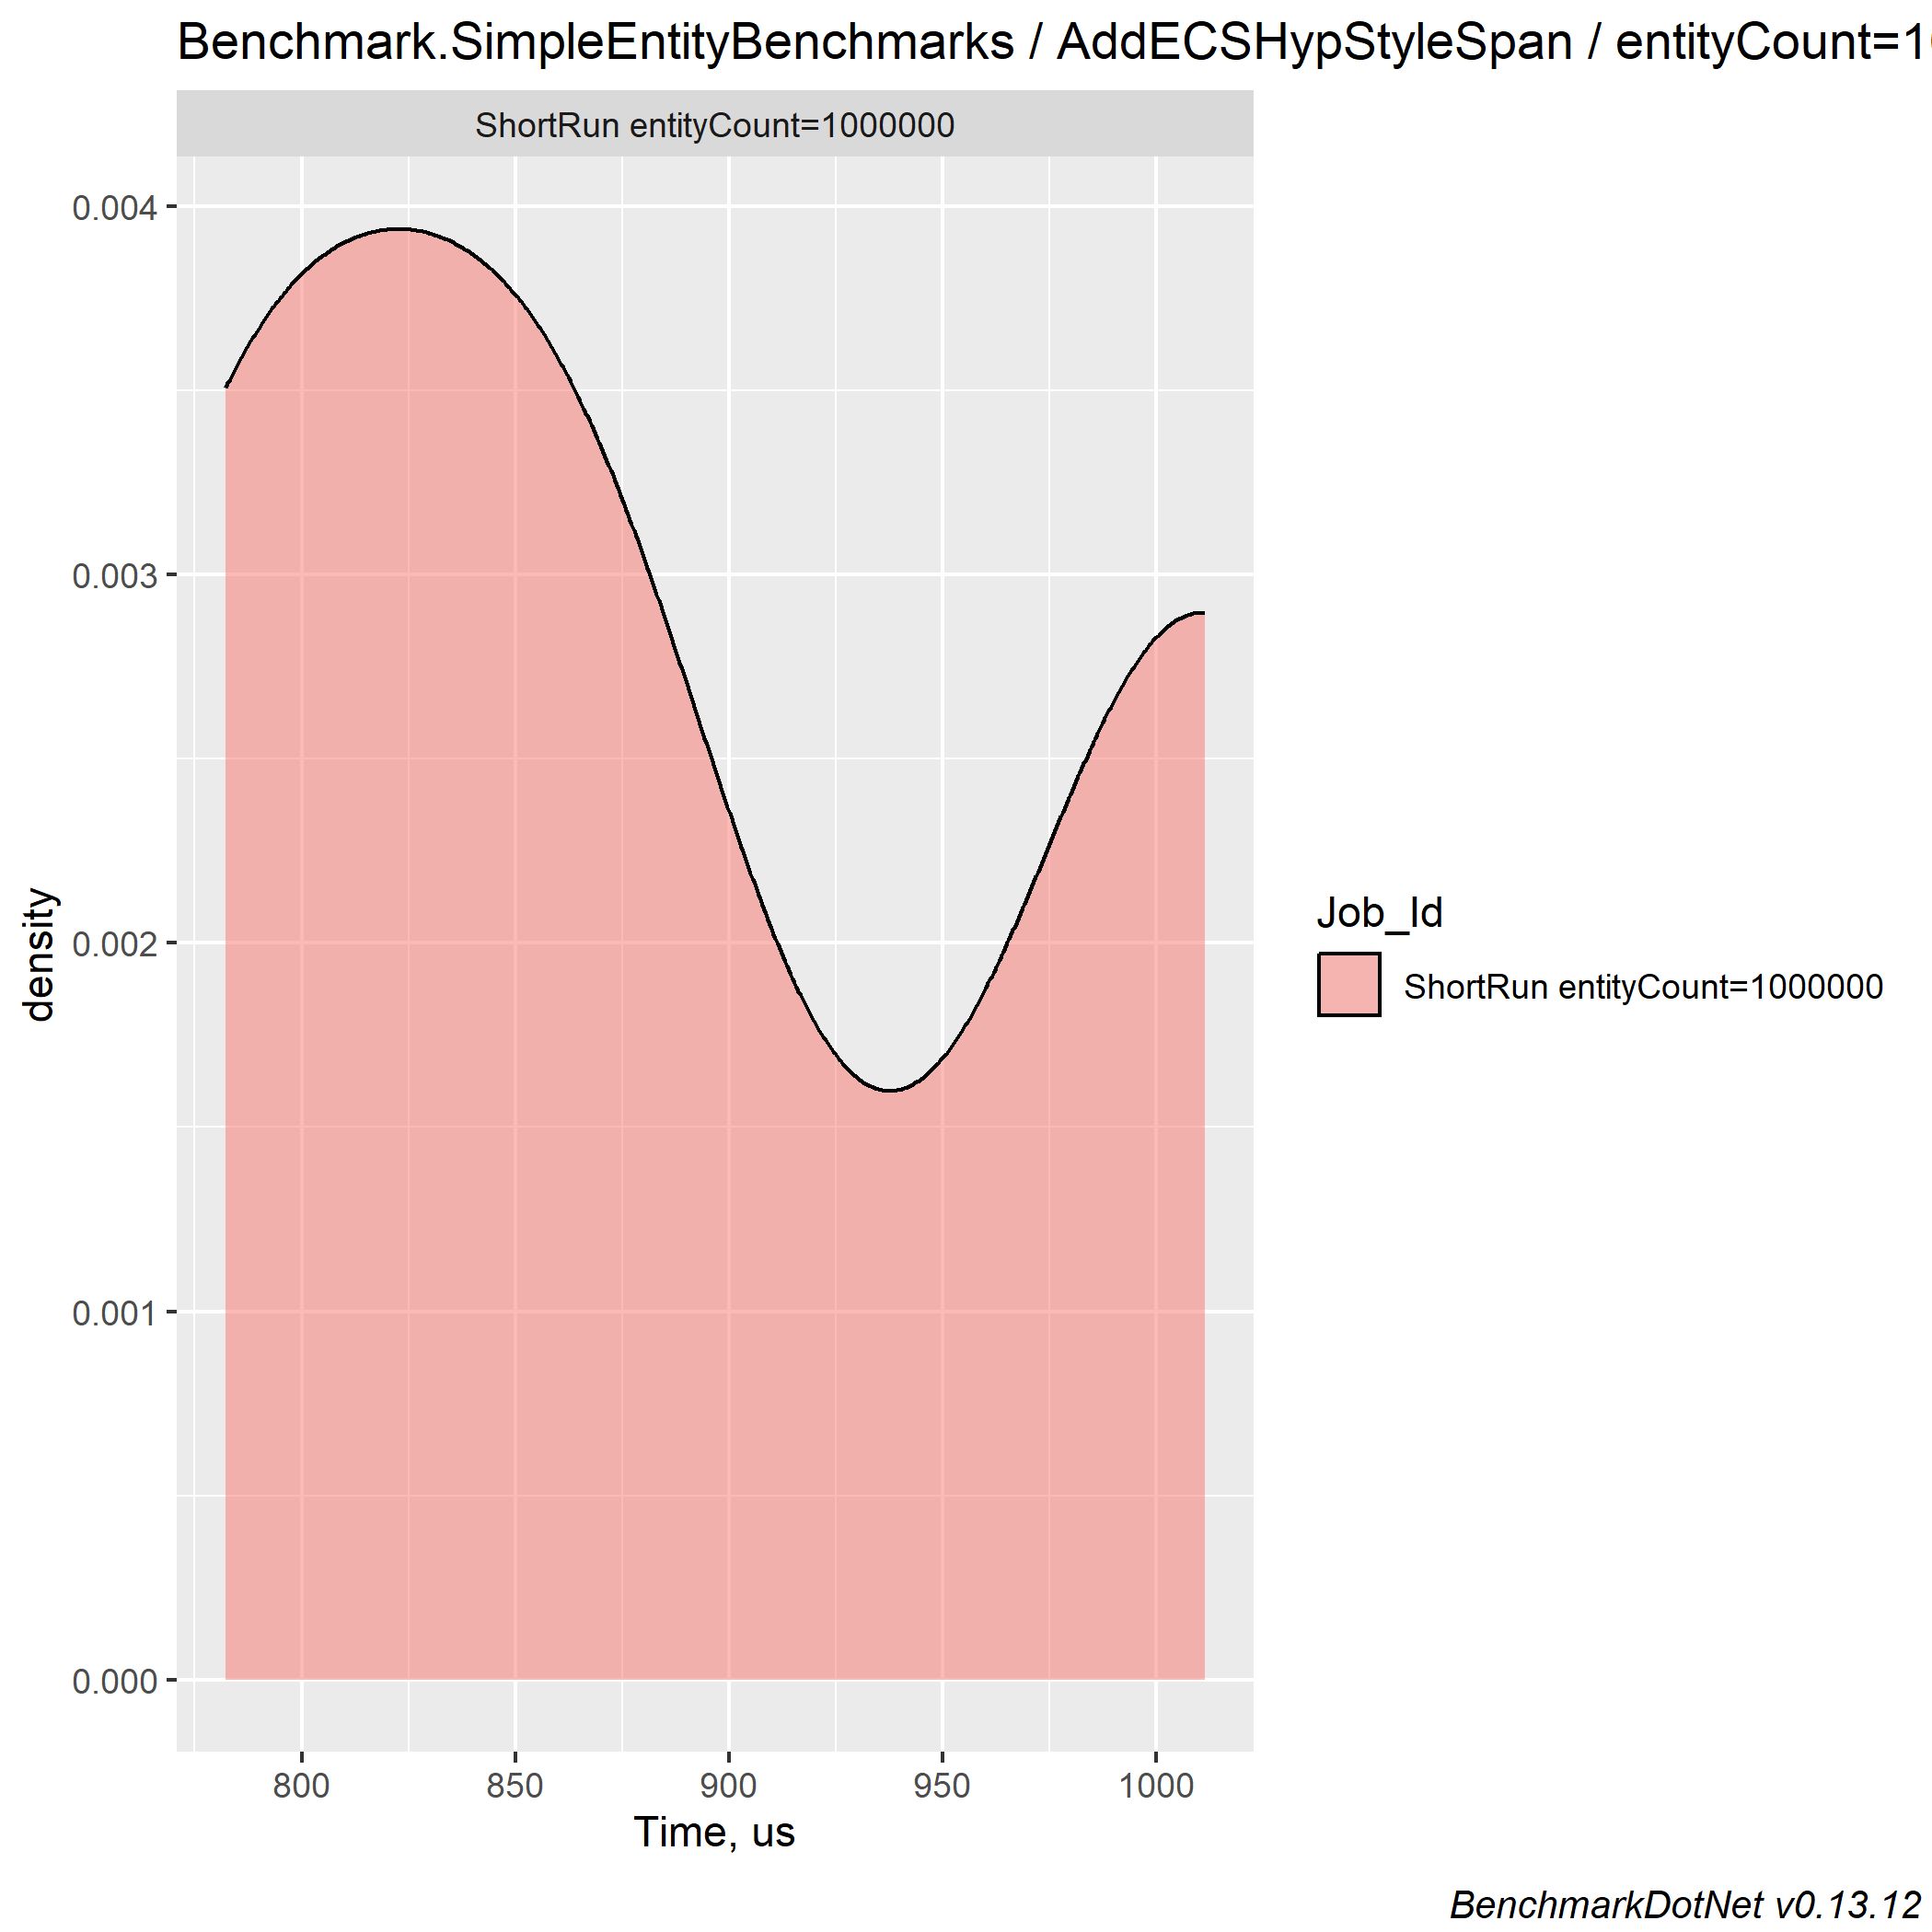 Benchmark.SimpleEntityBenchmarks / AddECSHypStyleSpan / entityCount=10
ShortRun entityCount=1000000
0.004
0.003
0.002
0.001
0.000
density
800 850 900 950 1000
Time, us
Job_Id
ShortRun entityCount=1000000
BenchmarkDotNet v0.13.12